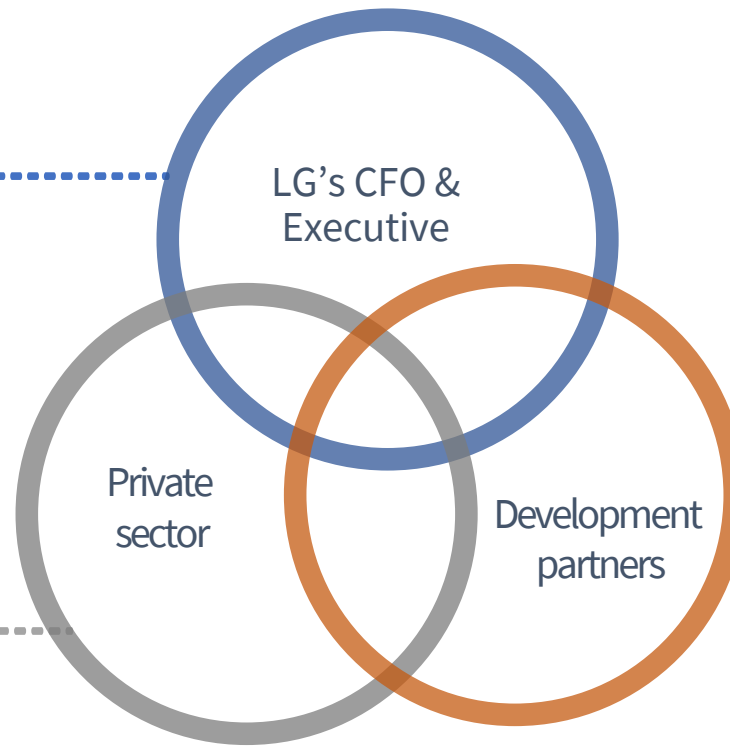 LG’s CFO &
Executive
Private
sector
Development
partners